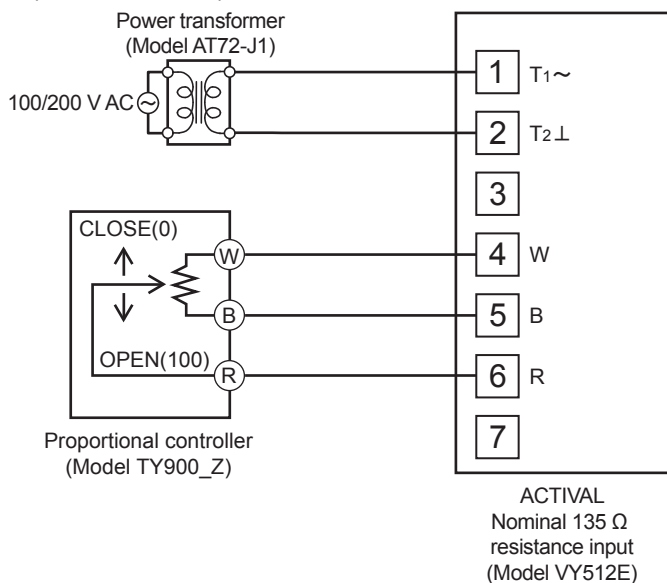 Power transformer
(Model AT72-J1)
100/200 V AC
1 T1~
2 T2⊥
3
CLOSE(0)
W
4 W
B
5 B
OPEN(100)
R
6 R
7
Proportional controller
(Model TY900_Z)
ACTIVAL
Nominal 135 Ω
resistance input
(Model VY512E)